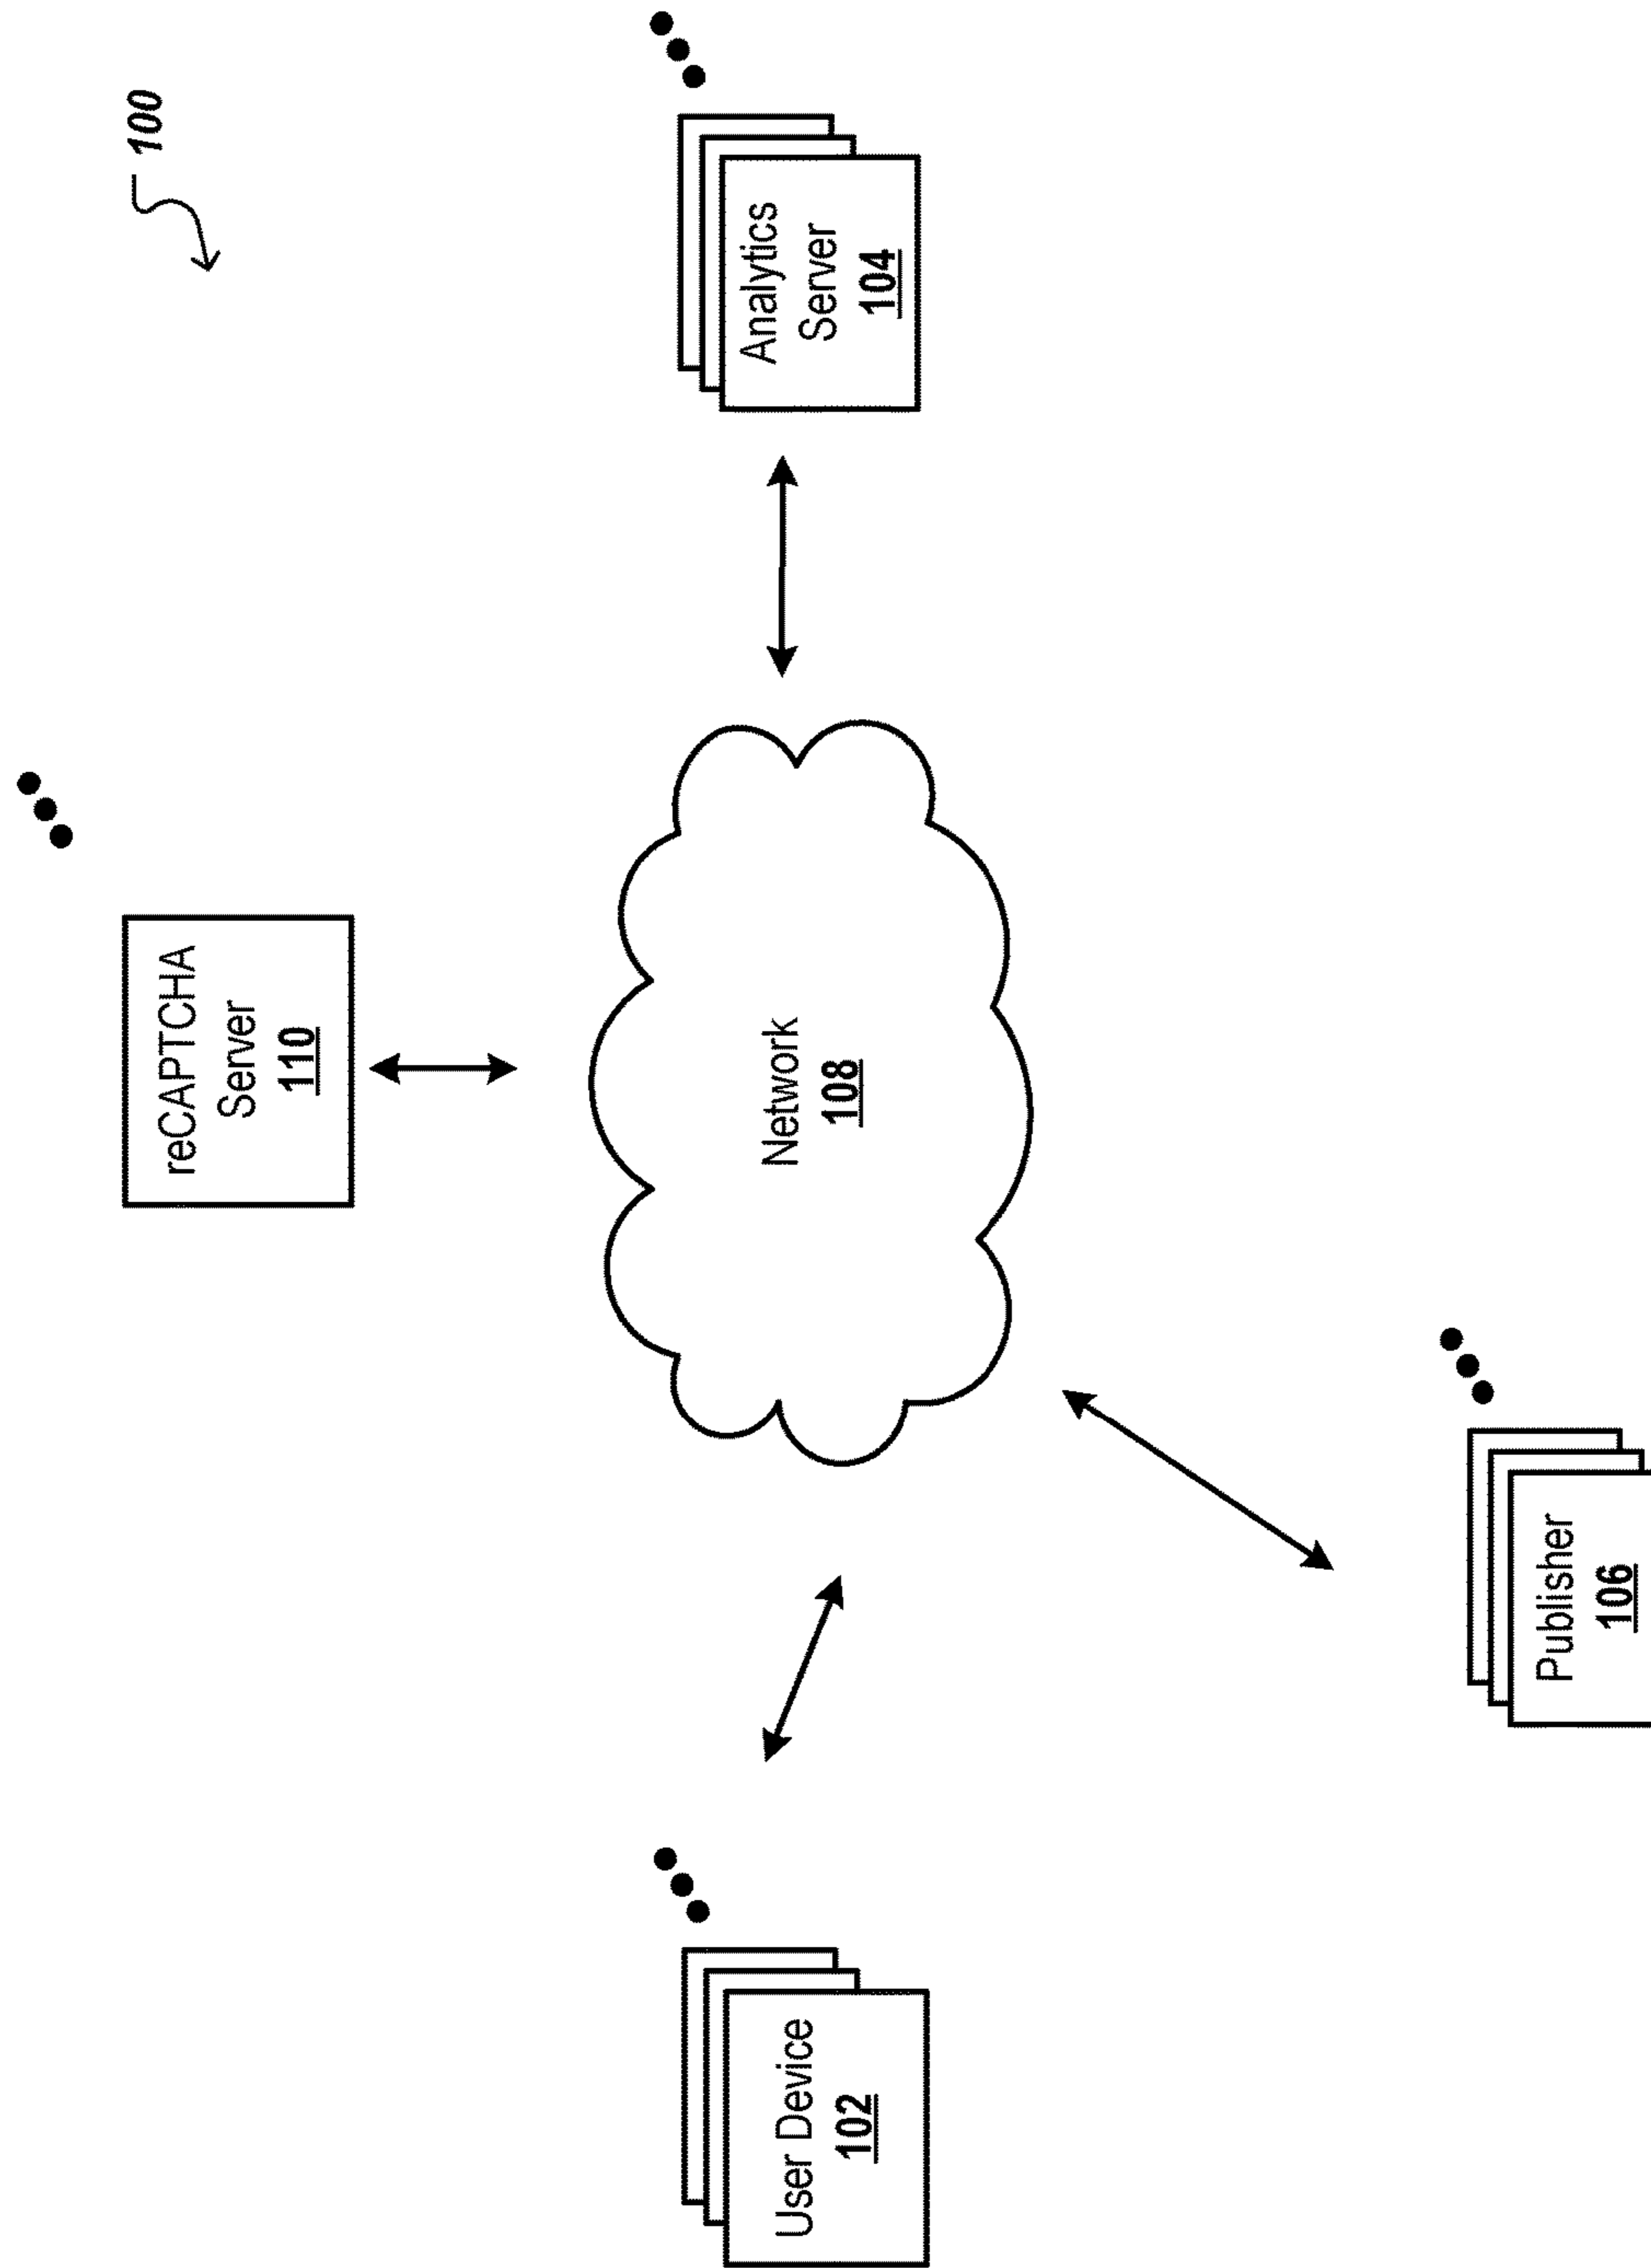 100
reCAPTCHA
Server
110
Analytics
Server
104
Network
108
User Device
102
Publisher
106